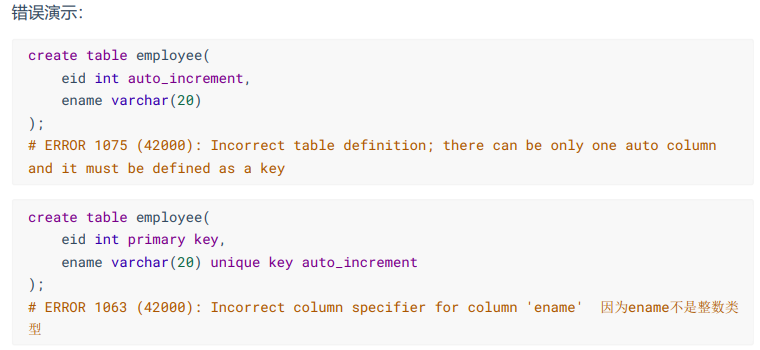 错误演示：
create table employee(
    eid int auto_increment,
    ename varchar(20)
);
# ERROR 1075 (42000): Incorrect table definition; there can be only one auto column
and it must be defined as a key
create table employee(
    eid int primary key,
    ename varchar(20) unique key auto_increment
);
# ERROR 1063 (42000): Incorrect column specifier for column 'ename'  因为ename不是整数类
型